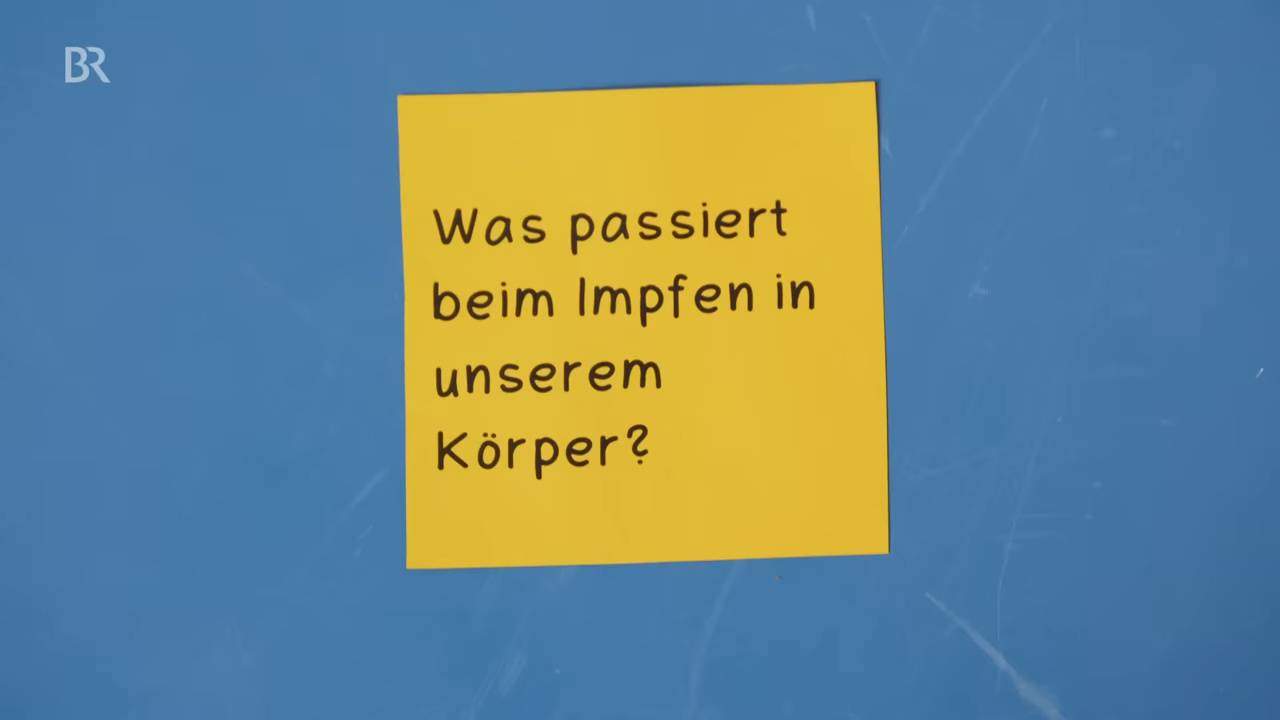 BR
Was passiert
beim Impfen in
unserem
Körper?